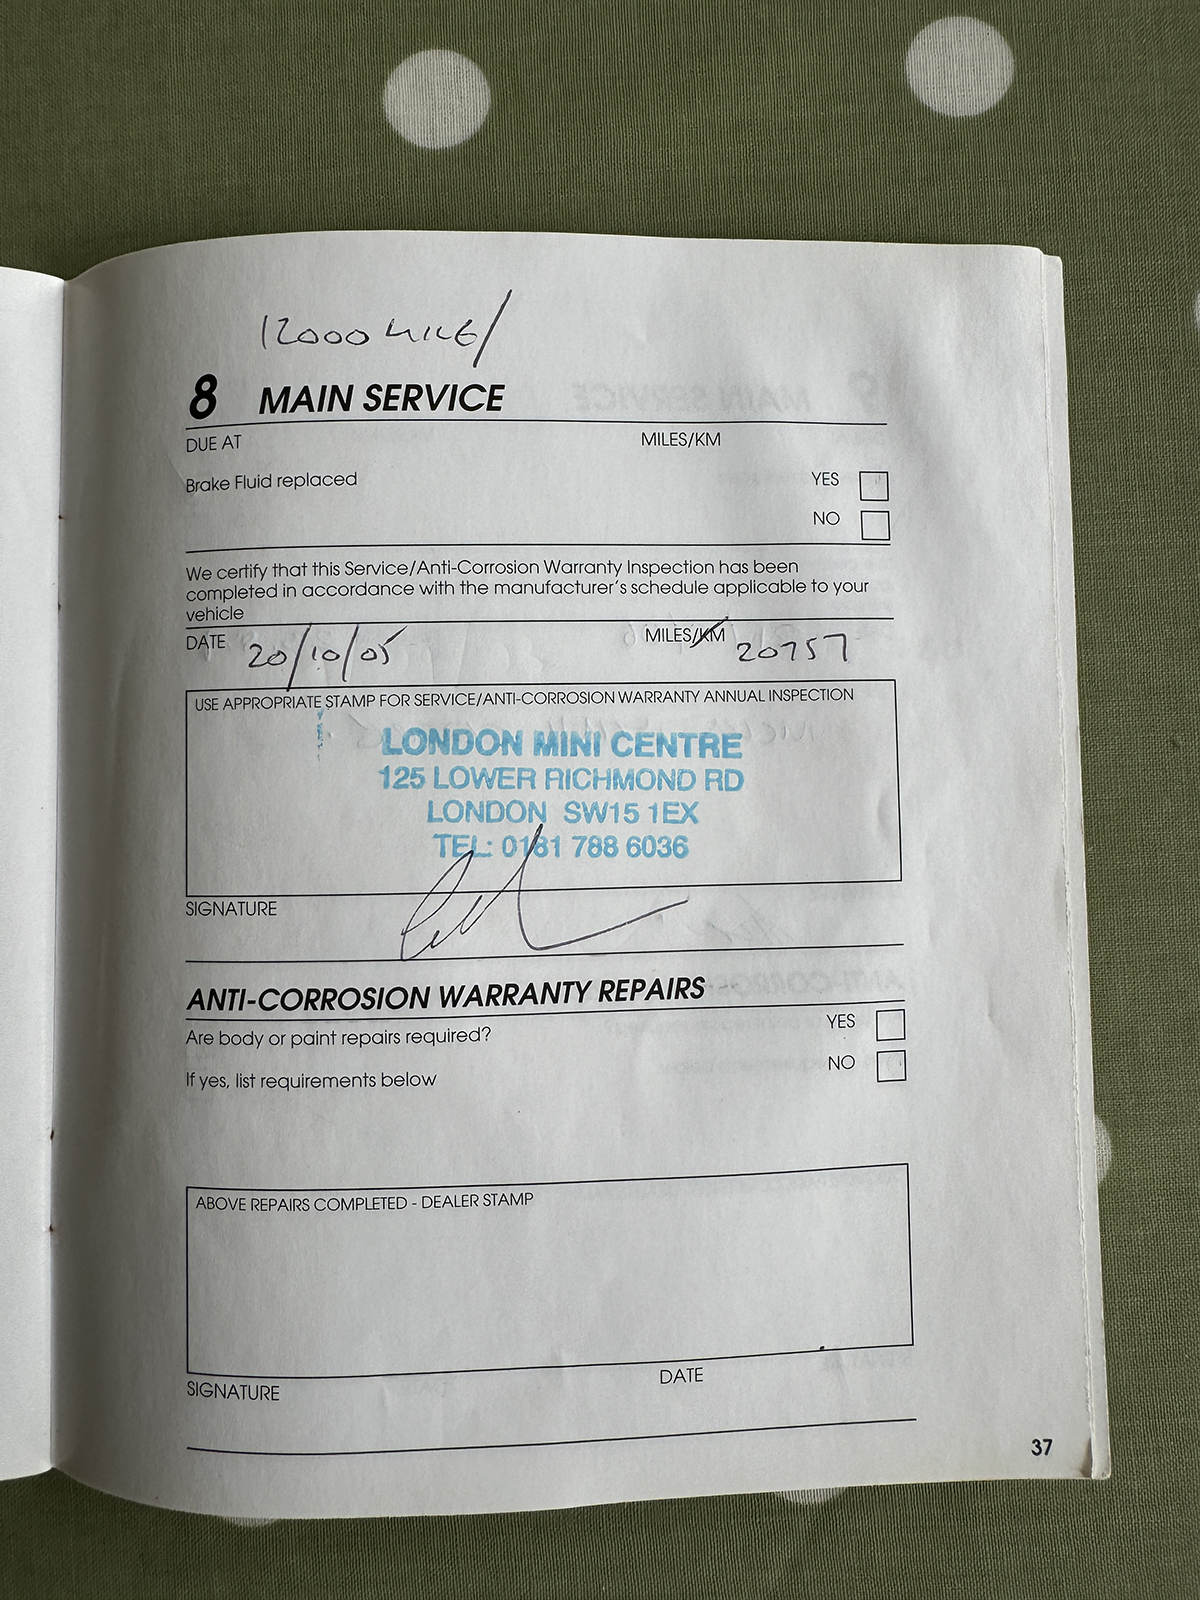 12000 MILE/
8 MAIN SERVICE
DUE AT MILES/KM
Brake Fluid replaced YES
NO
We certify that this Service/Anti-Corrosion Warranty Inspection has been
completed in accordance with the manufacturer's schedule applicable to your
vehicle
DATE 20/10/05 MILES/KM 20757
USE APPROPRIATE STAMP FOR SERVICE/ANTI-CORROSION WARRANTY ANNUAL INSPECTION
LONDON MINI CENTRE
125 LOWER RICHMOND RD
LONDON SW15 1EX
TEL: 0181 788 6036
SIGNATURE
ANTI-CORROSION WARRANTY REPAIRS
Are body or paint repairs required? YES
NO
If yes, list requirements below
ABOVE REPAIRS COMPLETED - DEALER STAMP
SIGNATURE DATE
37